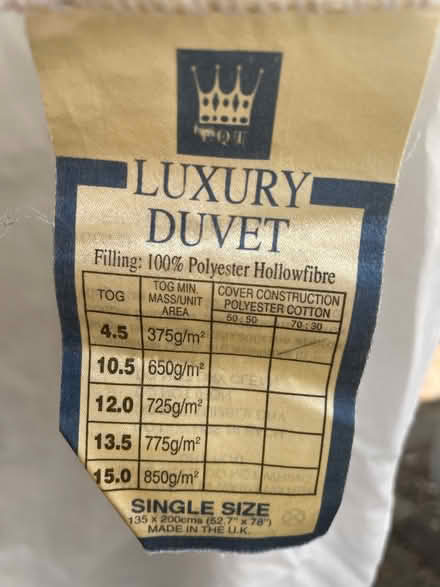 QT
LUXURY
DUVET
Filling: 100% Polyester Hollowfibre
TOG
TOG MIN. MASS/UNIT AREA
COVER CONSTRUCTION POLYESTER COTTON
50 : 50 70 : 30
4.5 375g/m²
10.5 650g/m²
12.0 725g/m²
13.5 775g/m²
15.0 850g/m²
SINGLE SIZE
135 x 200cms (52.7" x 78")
MADE IN THE U.K.